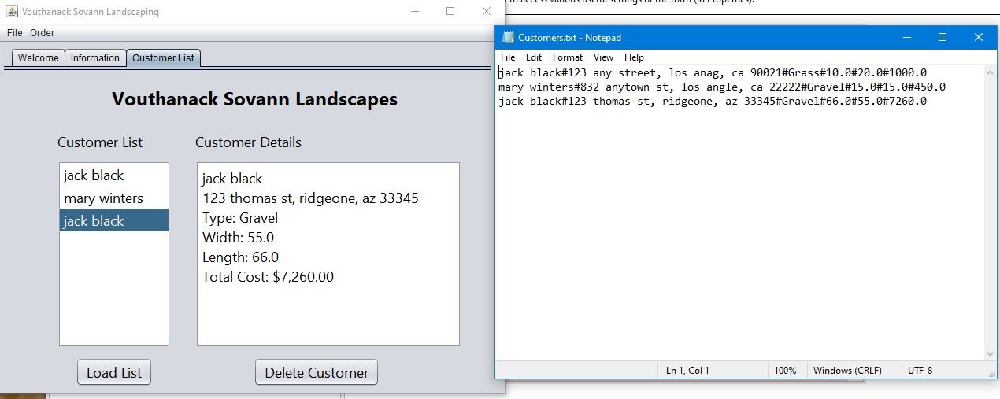 Vouthanack Sovann Landscaping
File Order
Welcome Information Customer List
Vouthanack Sovann Landscapes
Customer List
jack black
mary winters
jack black
Load List
Customer Details
jack black
123 thomas st, ridgeone, az 33345
Type: Gravel
Width: 55.0
Length: 66.0
Total Cost: $7,260.00
Delete Customer
to access various useful settings of the form (in Properties).
Customers.txt - Notepad
File Edit Format View Help
jack black#123 any street, los anag, ca 90021#Grass#10.0#20.0#1000.0
mary winters#832 anytown st, los angle, ca 22222#Gravel#15.0#15.0#450.0
jack black#123 thomas st, ridgeone, az 33345#Gravel#66.0#55.0#7260.0
Ln 1, Col 1 100% Windows (CRLF) UTF-8